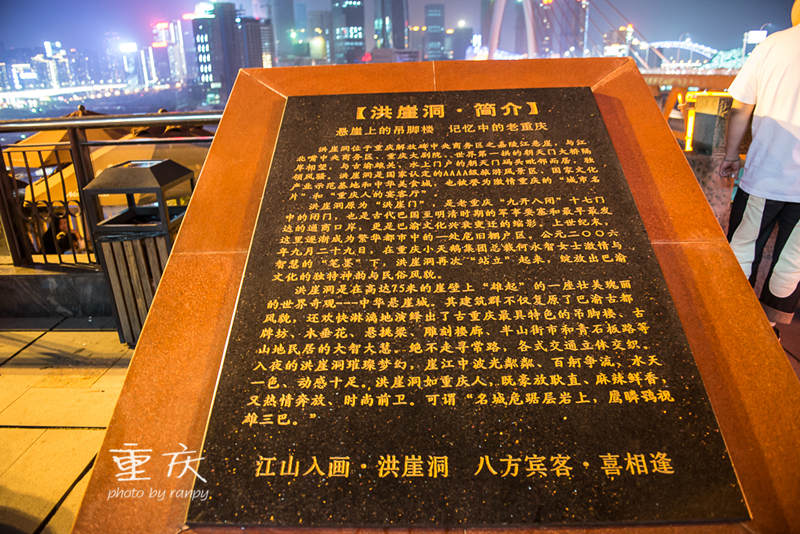 【洪崖洞·简介】
悬崖上的吊脚楼 记忆中的老重庆
洪崖洞位于重庆解放碑中央商务区之嘉陵江悬崖，与江
北嘴中央商务区、重庆大剧院、世界第一拱的朝天门大桥隔
岸相望，与永立潮头、水上门户的朝天门码头毗邻而居，独
领风骚。洪崖洞是国家认定的AAAA级旅游风景区、国家文化
产业示范基地和中华美食城，也被誉为激情重庆的“城市名
片”和“重庆人的宴客厅”
洪崖洞原为“洪崖门”，是老重庆“九开八闭”十七门
中的闭门，也是古代巴国至明清时期的军事要塞和最早最发
达的通商口岸，更是巴渝文化兴衰变迁的缩影。上世纪末，
这里逐渐成为繁华都市中的一处危旧棚户区。公元二〇〇六
年九月二十九日，在重庆小天鹅集团总裁何永智女士激情与
智慧的“笔墨”下，洪崖洞再次“站立”起来，绽放出巴渝
文化的独特神韵与民俗风貌。
洪崖洞是在高达75米的崖壁上“雄起”的一座壮美瑰丽
的世界奇观---中华悬崖城，其建筑群不仅复原了巴渝古都
风貌，还欢快淋漓地演绎出了古重庆最具特色的吊脚楼、古
牌坊、木垂花、悬挑梁、雕刻楼廊、半山街市和青石板路等
山地民居的大智大慧。绝不走寻常路，各式交通立体交织。
入夜的洪崖洞璀璨梦幻，崖江中波光粼粼、百舸争流，水天
一色、动感十足。洪崖洞如重庆人，既豪放耿直、麻辣鲜香，
又热情奔放、时尚前卫。可谓“名城危踞层岩上，鹰瞵鹗视
雄三巴。”
江山入画·洪崖洞 八方宾客·喜相逢
重庆
photo by ranpy